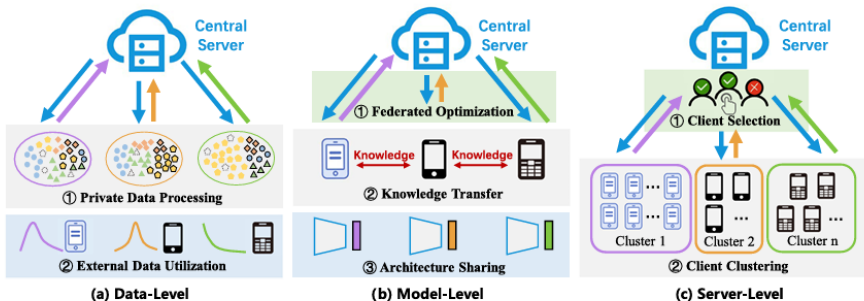 Central
Server
① Private Data Processing
② External Data Utilization
(a) Data-Level
Central
Server
① Federated Optimization
Knowledge
Knowledge
② Knowledge Transfer
③ Architecture Sharing
(b) Model-Level
Central
Server
① Client Selection
Cluster 1
Cluster 2
Cluster n
② Client Clustering
(c) Server-Level